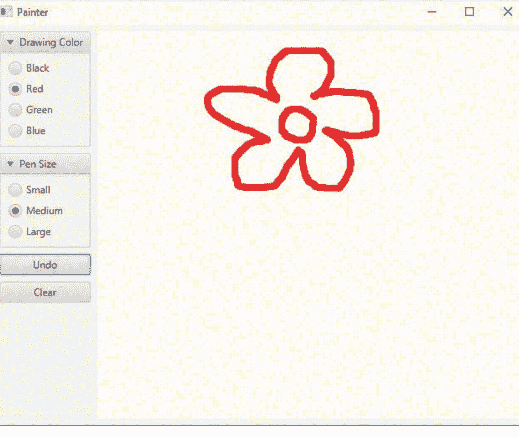 Painter
Drawing Color
Black
Red
Green
Blue
Pen Size
Small
Medium
Large
Undo
Clear